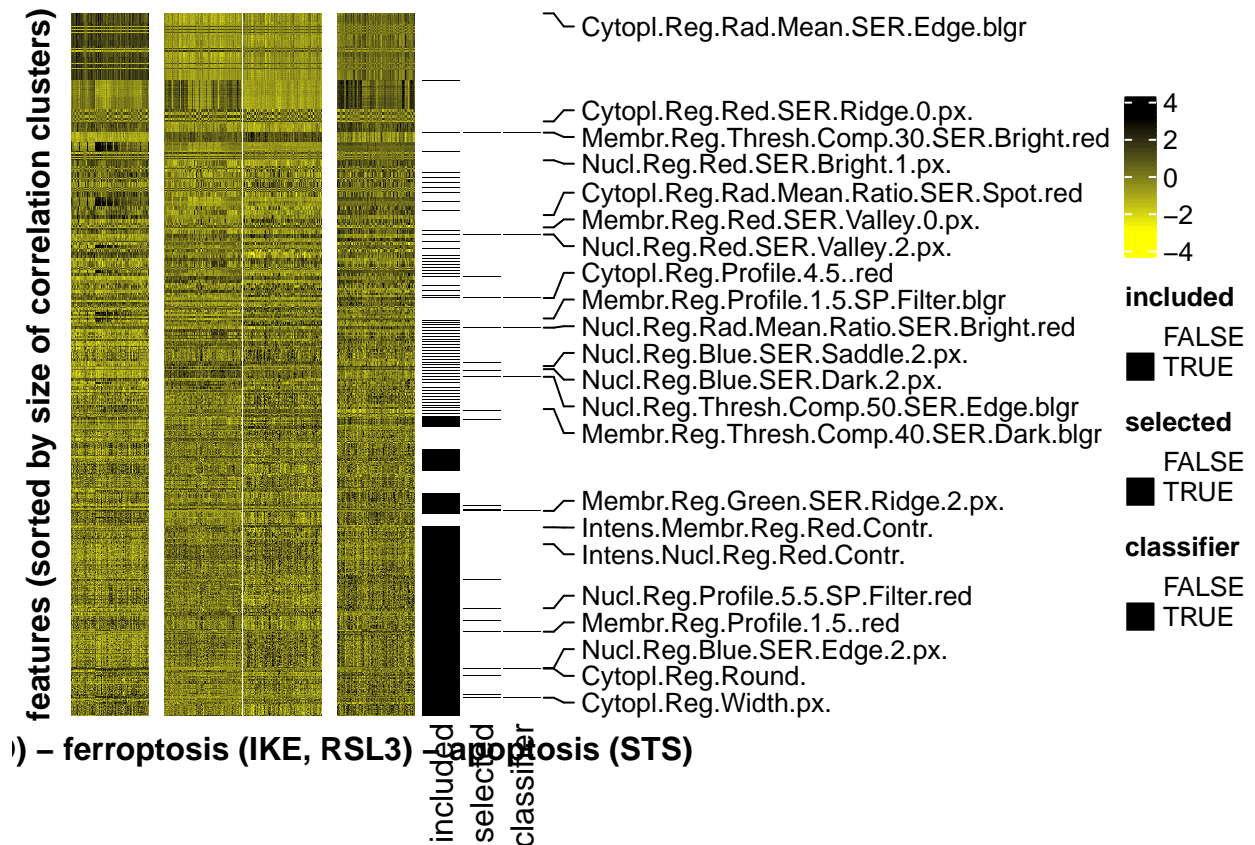 features (sorted by size of correlation clusters)
Cytopl.Reg.Rad.Mean.SER.Edge.blgr
Cytopl.Reg.Red.SER.Ridge.0.px.
Membr.Reg.Thresh.Comp.30.SER.Bright.red
Nucl.Reg.Red.SER.Bright.1.px.
Cytopl.Reg.Rad.Mean.Ratio.SER.Spot.red
Membr.Reg.Red.SER.Valley.0.px.
Nucl.Reg.Red.SER.Valley.2.px.
Cytopl.Reg.Profile.4.5..red
Membr.Reg.Profile.1.5.SP.Filter.blgr
Nucl.Reg.Rad.Mean.Ratio.SER.Bright.red
Nucl.Reg.Blue.SER.Saddle.2.px.
Nucl.Reg.Blue.SER.Dark.2.px.
Nucl.Reg.Thresh.Comp.50.SER.Edge.blgr
Membr.Reg.Thresh.Comp.40.SER.Dark.blgr
Membr.Reg.Green.SER.Ridge.2.px.
Intens.Membr.Reg.Red.Contr.
Intens.Nucl.Reg.Red.Contr.
Nucl.Reg.Profile.5.5.SP.Filter.red
Membr.Reg.Profile.1.5..red
Nucl.Reg.Blue.SER.Edge.2.px.
Cytopl.Reg.Round.
Cytopl.Reg.Width.px.
4
2
0
−2
−4
included
FALSE
TRUE
selected
FALSE
TRUE
classifier
FALSE
TRUE
) – ferroptosis (IKE, RSL3) – apoptosis (STS)
included
selected
classifier